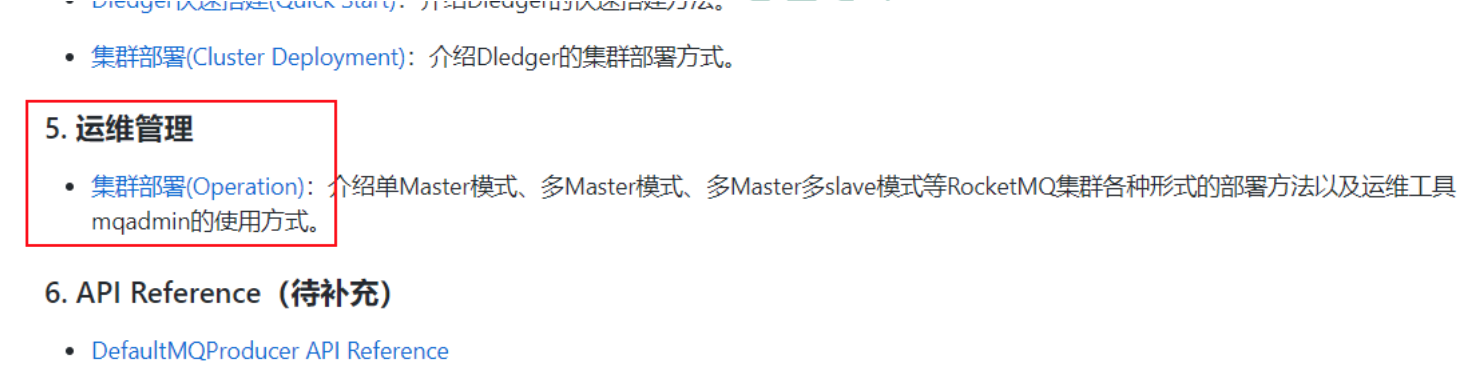 Dledger快速搭建(Quick Start)：介绍Dledger的快速搭建方法。
集群部署(Cluster Deployment)：介绍Dledger的集群部署方式。
5. 运维管理
集群部署(Operation)：介绍单Master模式、多Master模式、多Master多slave模式等RocketMQ集群各种形式的部署方法以及运维工具
mqadmin的使用方式。
6. API Reference（待补充）
DefaultMQProducer API Reference